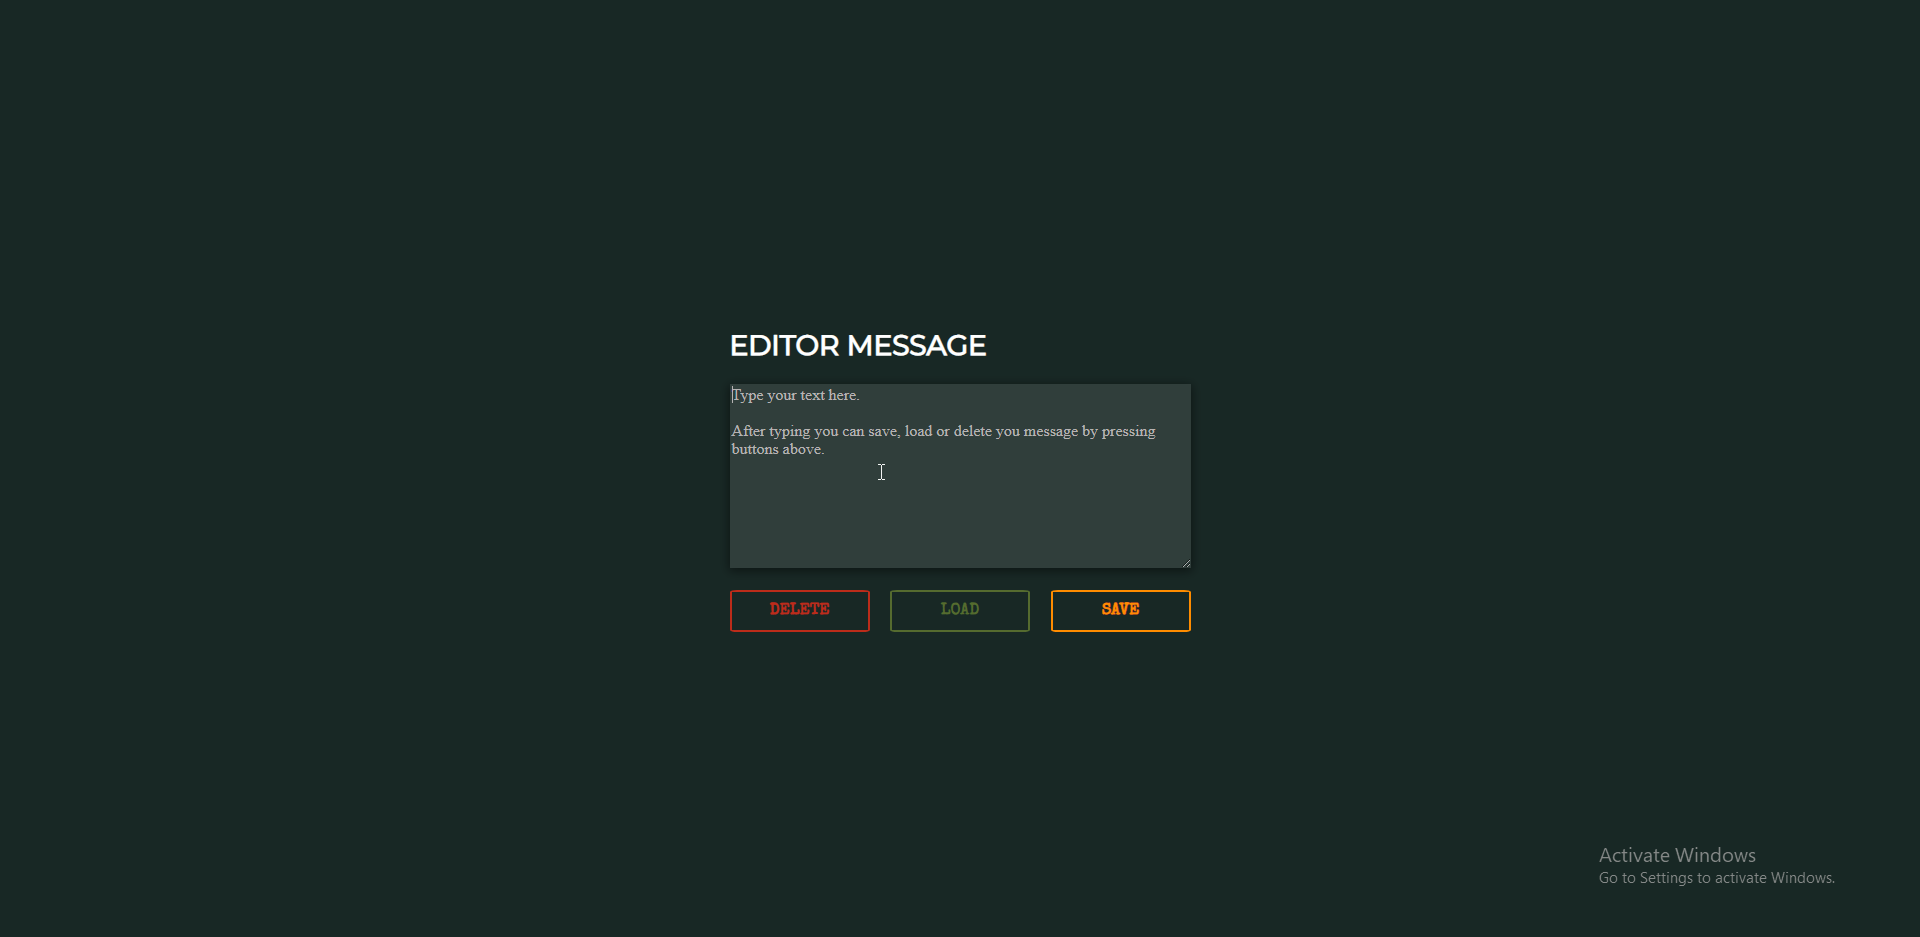 EDITOR MESSAGE
Type your text here.
After typing you can save, load or delete you message by pressing
buttons above.
DELETE
LOAD
SAVE
Activate Windows
Go to Settings to activate Windows.